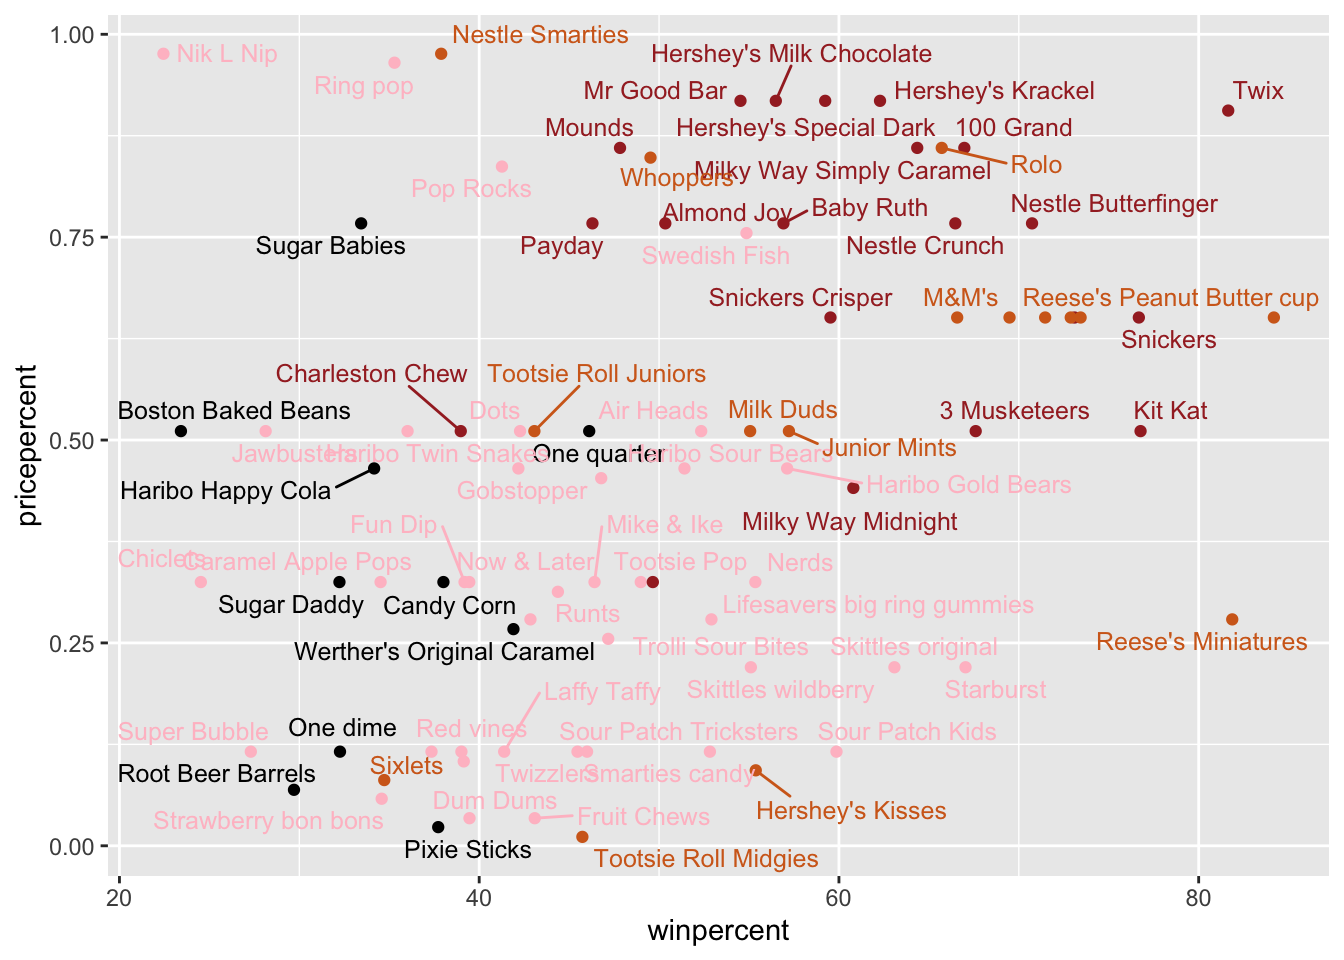 1.00
Nestle Smarties
Nik L Nip
Hershey's Milk Chocolate
Ring pop
Mr Good Bar
Hershey's Krackel
Twix
Mounds
Hershey's Special Dark
100 Grand
Rolo
Milky Way Simply Caramel
Whoppers
Pop Rocks
Nestle Butterfinger
Almond Joy
Baby Ruth
0.75
Sugar Babies
Payday
Nestle Crunch
Swedish Fish
Snickers Crisper
M&M's
Reese's Peanut Butter cup
Snickers
Charleston Chew
Tootsie Roll Juniors
Boston Baked Beans
Dots
Air Heads
Milk Duds
3 Musketeers
Kit Kat
0.50
Jawbusters
Haribo Twin Snakes
One quarter
Haribo Sour Bears
Junior Mints
Haribo Happy Cola
Gobstopper
Haribo Gold Bears
Fun Dip
Mike & Ike
Milky Way Midnight
Chiclets
Caramel Apple Pops
Now & Later
Tootsie Pop
Nerds
Sugar Daddy
Candy Corn
Runts
Lifesavers big ring gummies
0.25
Werther's Original Caramel
Trolli Sour Bites
Skittles original
Reese's Miniatures
Laffy Taffy
Skittles wildberry
Starburst
Super Bubble
One dime
Red vines
Sour Patch Tricksters
Sour Patch Kids
Root Beer Barrels
Sixlets
Twizzlers
Smarties candy
Strawberry bon bons
Dum Dums
Fruit Chews
Hershey's Kisses
0.00
Pixie Sticks
Tootsie Roll Midgies
20
40
60
80
winpercent
pricepercent